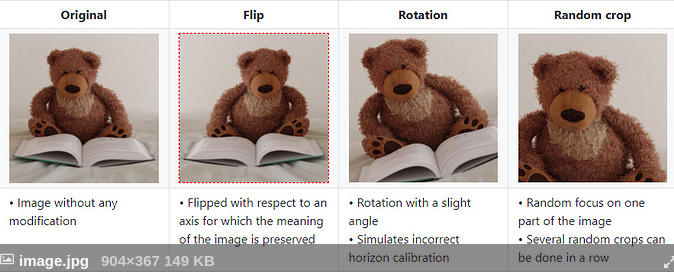 Original
Flip
Rotation
Random crop
• Image without any
modification
• Flipped with respect to an
axis for which the meaning
of the image is preserved
• Rotation with a slight
angle
• Simulates incorrect
horizon calibration
• Random focus on one
part of the image
• Several random crops can
be done in a row
image.jpg 904×367 149 KB